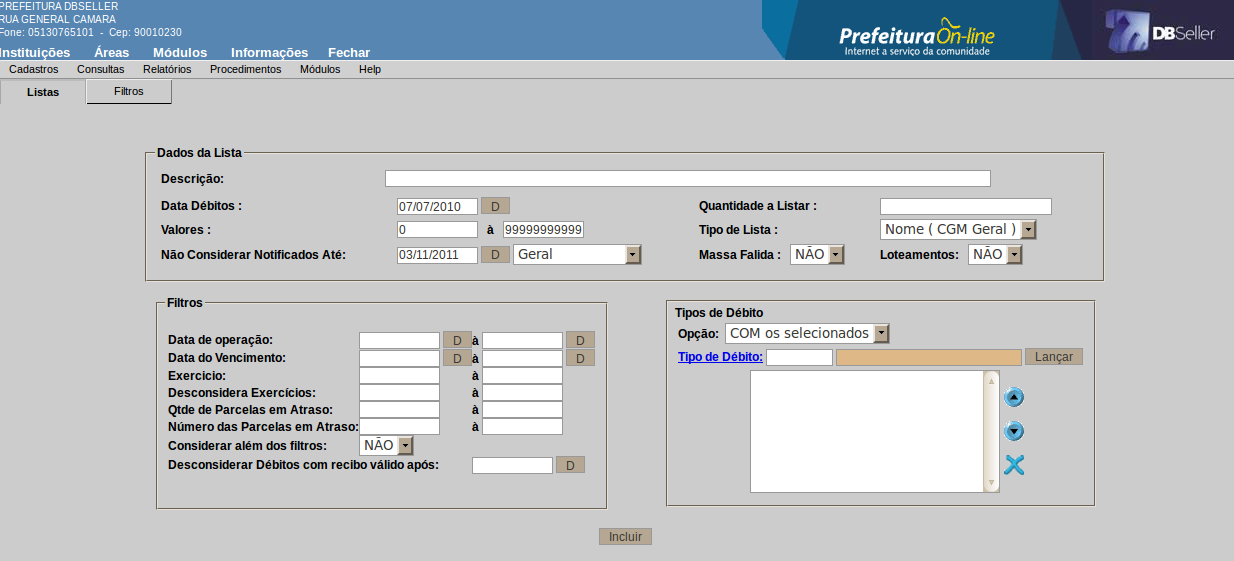 PREFEITURA DBSELLER
RUA GENERAL CAMARA
Fone: 05130765101 - Cep: 90010230
Instituições Áreas Módulos Informações Fechar
Prefeitura On-line
Internet a serviço da comunidade
DBSeller
Cadastros Consultas Relatórios Procedimentos Módulos Help
Listas Filtros
Dados da Lista
Descrição:
Data Débitos : 07/07/2010 D Quantidade a Listar :
Valores : 0 à 99999999999 Tipo de Lista : Nome ( CGM Geral )
Não Considerar Notificados Até: 03/11/2011 D Geral Massa Falida : NÃO Loteamentos: NÃO
Filtros
Data de operação: D à D
Data do Vencimento: D à D
Exercicio: à
Desconsidera Exercícios: à
Qtde de Parcelas em Atraso: à
Número das Parcelas em Atraso: à
Considerar além dos filtros: NÃO
Desconsiderar Débitos com recibo válido após: D
Tipos de Débito
Opção: COM os selecionados
Tipo de Débito: Lançar
Incluir